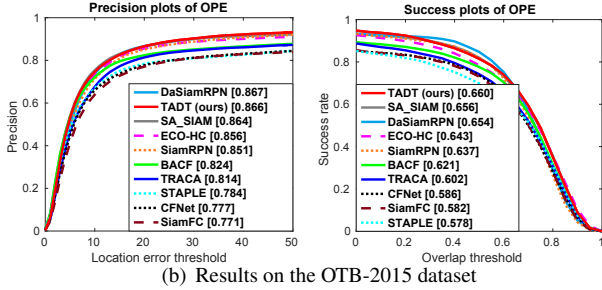 Precision plots of OPE
1
0.8
0.6
0.4
0.2
0
Precision
DaSiamRPN [0.867]
TADT (ours) [0.866]
SA_SIAM [0.864]
ECO-HC [0.856]
SiamRPN [0.851]
BACF [0.824]
TRACA [0.814]
STAPLE [0.784]
CFNet [0.777]
SiamFC [0.771]
0 10 20 30 40 50
Location error threshold
Success plots of OPE
1
0.8
0.6
0.4
0.2
0
Success rate
TADT (ours) [0.660]
SA_SIAM [0.656]
DaSiamRPN [0.654]
ECO-HC [0.643]
SiamRPN [0.637]
BACF [0.621]
TRACA [0.602]
CFNet [0.586]
SiamFC [0.582]
STAPLE [0.578]
0 0.2 0.4 0.6 0.8 1
Overlap threshold
(b) Results on the OTB-2015 dataset